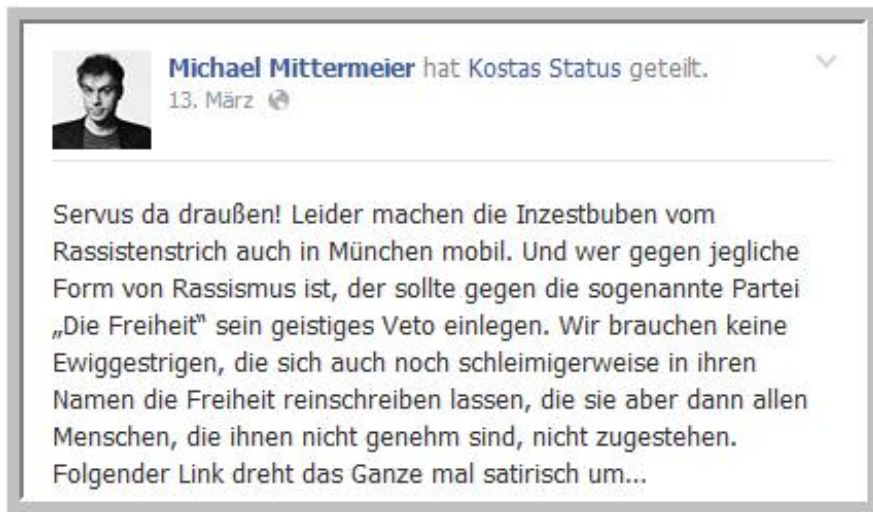 Michael Mittermeier hat Kostas Status geteilt.
13. März
Servus da draußen! Leider machen die Inzestbuben vom
Rassistenstrich auch in München mobil. Und wer gegen jegliche
Form von Rassismus ist, der sollte gegen die sogenannte Partei
„Die Freiheit“ sein geistiges Veto einlegen. Wir brauchen keine
Ewiggestrigen, die sich auch noch schleimigerweise in ihren
Namen die Freiheit reinschreiben lassen, die sie aber dann allen
Menschen, die ihnen nicht genehm sind, nicht zugestehen.
Folgender Link dreht das Ganze mal satirisch um...